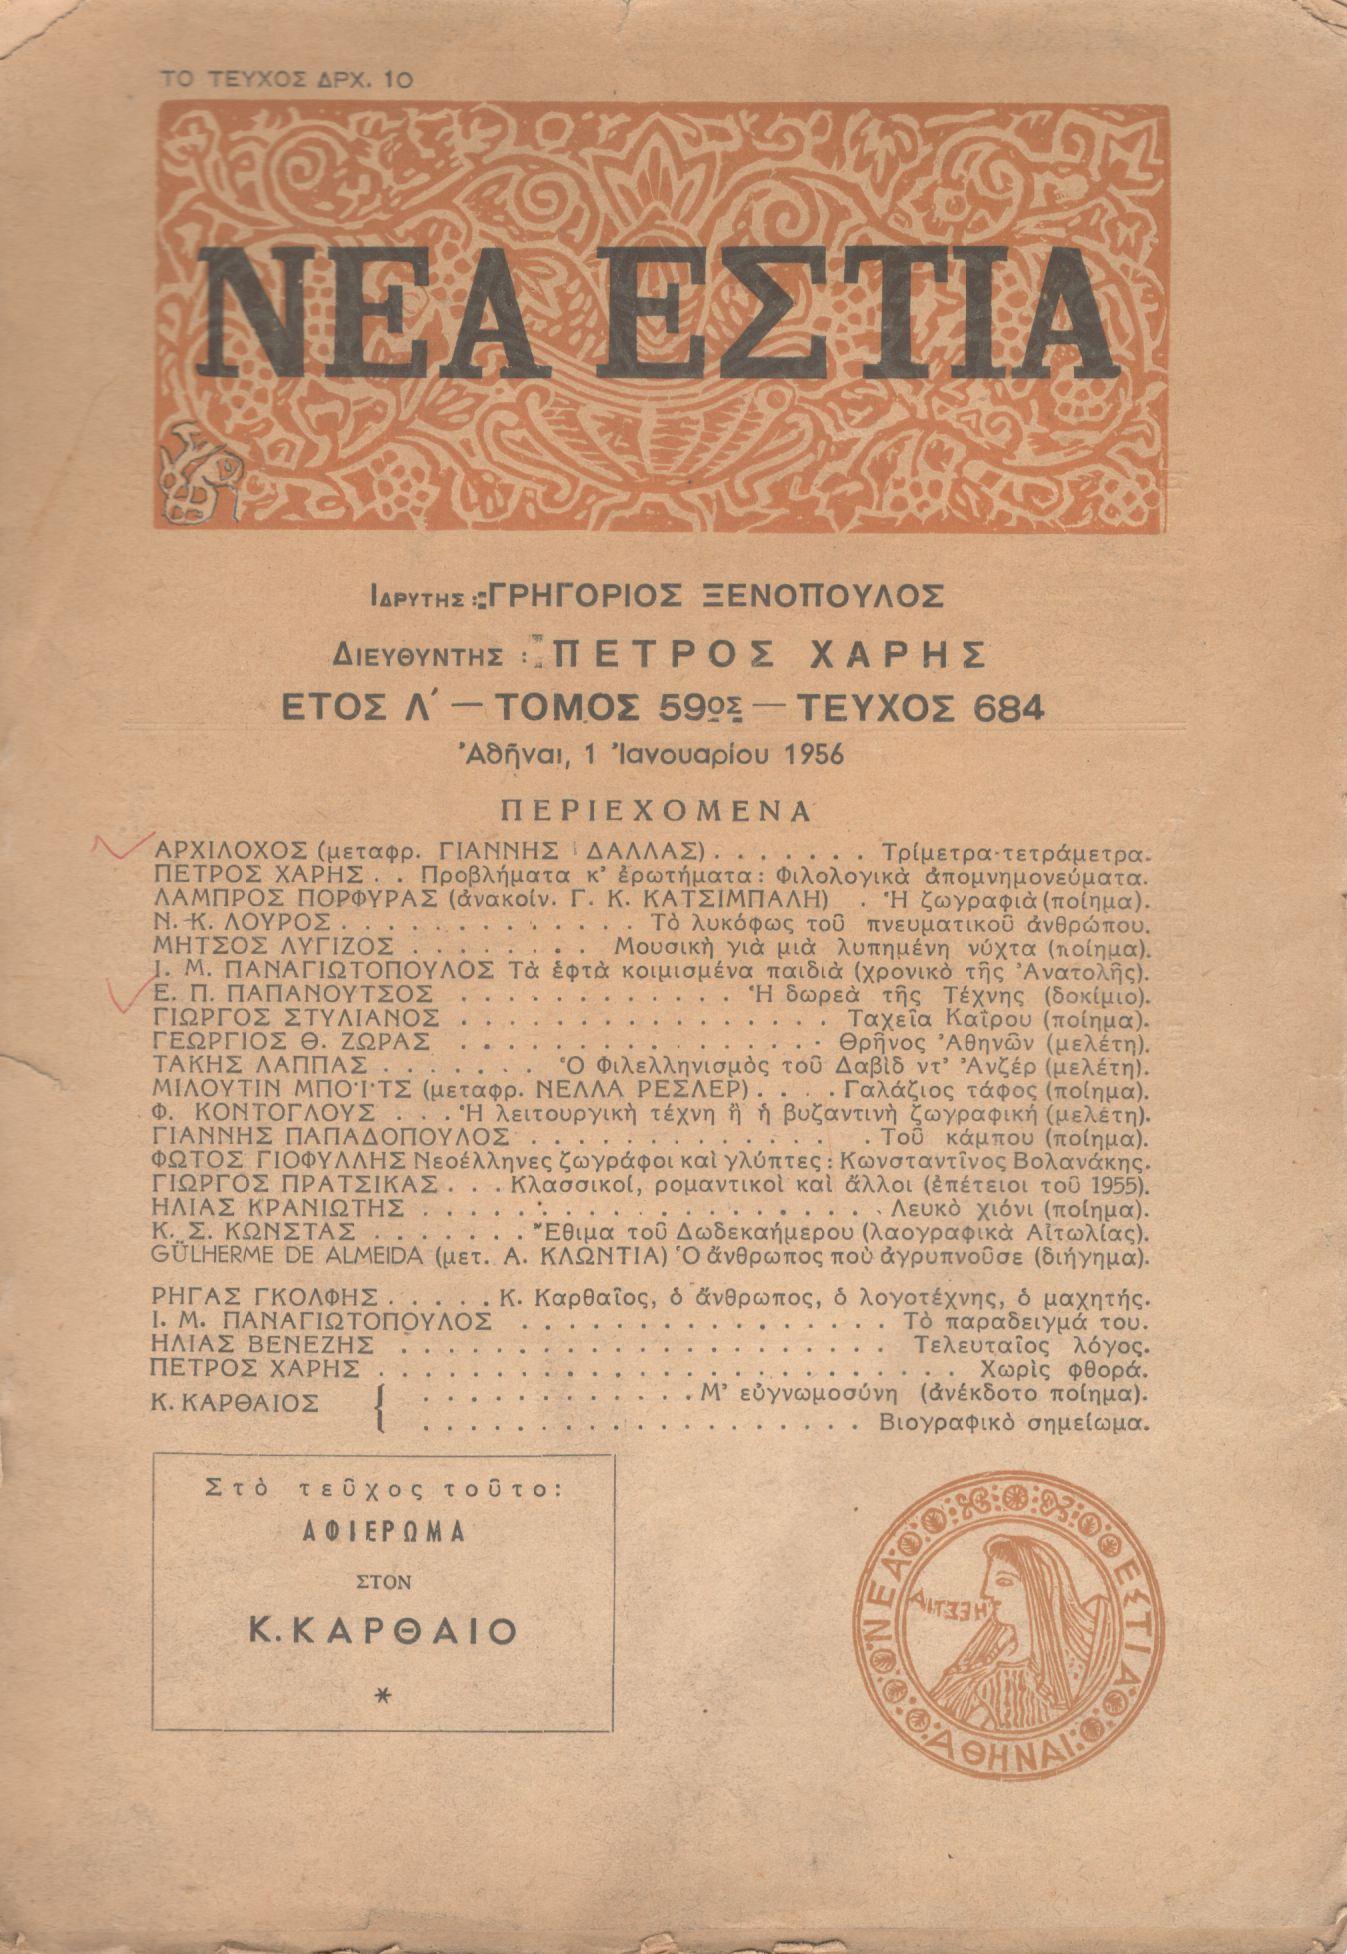 ΤΟ ΤΕΥΧΟΣ ΔΡΧ. 10
ΝΕΑ ΕΣΤΙΑ
ΙΔΡΥΤΗΣ : ΓΡΗΓΟΡΙΟΣ ΞΕΝΟΠΟΥΛΟΣ
ΔΙΕΥΘΥΝΤΗΣ : ΠΕΤΡΟΣ ΧΑΡΗΣ
ΕΤΟΣ Λ΄ — ΤΟΜΟΣ 59ος — ΤΕΥΧΟΣ 684
Ἀθῆναι, 1 Ἰανουαρίου 1956
ΠΕΡΙΕΧΟΜΕΝΑ
ΑΡΧΙΛΟΧΟΣ (μεταφρ. ΓΙΑΝΝΗΣ ΔΑΛΛΑΣ) . . . . . . . Τρίμετρα-τετράμετρα.
ΠΕΤΡΟΣ ΧΑΡΗΣ . . Προβλήματα κ' ἐρωτήματα: Φιλολογικὰ ἀπομνημονεύματα.
ΛΑΜΠΡΟΣ ΠΟΡΦΥΡΑΣ (ἀνακοίν. Γ. Κ. ΚΑΤΣΙΜΠΑΛΗ) . Ἡ ζωγραφιὰ (ποίημα).
Ν. Κ. ΛΟΥΡΟΣ . . . . . . . . . . . . . Τὸ λυκόφως τοῦ πνευματικοῦ ἀνθρώπου.
ΜΗΤΣΟΣ ΛΥΓΙΖΟΣ . . . . . . . . Μουσικὴ γιὰ μιὰ λυπημένη νύχτα (ποίημα).
Ι. Μ. ΠΑΝΑΓΙΩΤΟΠΟΥΛΟΣ Τὰ ἑφτὰ κοιμισμένα παιδιὰ (χρονικὸ τῆς Ἀνατολῆς).
Ε. Π. ΠΑΠΑΝΟΥΤΣΟΣ . . . . . . . . . . . . Ἡ δωρεὰ τῆς Τέχνης (δοκίμιο).
ΓΙΩΡΓΟΣ ΣΤΥΛΙΑΝΟΣ . . . . . . . . . . . . . . . . Ταχεῖα Καΐρου (ποίημα).
ΓΕΩΡΓΙΟΣ Θ. ΖΩΡΑΣ . . . . . . . . . . . . . . . . Θρῆνος Ἀθηνῶν (μελέτη).
ΤΑΚΗΣ ΛΑΠΠΑΣ . . . . . . . Ὁ Φιλελληνισμὸς τοῦ Δαβὶδ ντ' Ἀνζέρ (μελέτη).
ΜΙΛΟΥΤΙΝ ΜΠΟ·Ι·ΤΣ (μεταφρ. ΝΕΛΛΑ ΡΕΣΛΕΡ) . . . . Γαλάζιος τάφος (ποίημα).
Φ. ΚΟΝΤΟΓΛΟΥΣ . . . Ἡ λειτουργικὴ τέχνη ἢ ἡ βυζαντινὴ ζωγραφική (μελέτη).
ΓΙΑΝΝΗΣ ΠΑΠΑΔΟΠΟΥΛΟΣ . . . . . . . . . . . . . . Τοῦ κάμπου (ποίημα).
ΦΩΤΟΣ ΓΙΟΦΥΛΛΗΣ Νεοέλληνες ζωγράφοι καὶ γλύπτες: Κωνσταντῖνος Βολανάκης.
ΓΙΩΡΓΟΣ ΠΡΑΤΣΙΚΑΣ . . . Κλασσικοί, ρομαντικοὶ καὶ ἄλλοι (ἐπέτειοι τοῦ 1955).
ΗΛΙΑΣ ΚΡΑΝΙΩΤΗΣ . . . . . . . . . . . . . . . . . . Λευκὸ χιόνι (ποίημα).
Κ. Σ. ΚΩΝΣΤΑΣ . . . . . . . Ἔθιμα τοῦ Δωδεκαήμερου (λαογραφικὰ Αἰτωλίας).
GÜLHERME DE ALMEIDA (μετ. Α. ΚΛΩΝΤΙΑ) Ὁ ἄνθρωπος ποὺ ἀγρυπνοῦσε (διήγημα).
ΡΗΓΑΣ ΓΚΟΛΦΗΣ . . . . . Κ. Καρθαῖος, ὁ ἄνθρωπος, ὁ λογοτέχνης, ὁ μαχητής.
Ι. Μ. ΠΑΝΑΓΙΩΤΟΠΟΥΛΟΣ . . . . . . . . . . . . . . . Τὸ παράδειγμά του.
ΗΛΙΑΣ ΒΕΝΕΖΗΣ . . . . . . . . . . . . . . . . . . . . Τελευταῖος λόγος.
ΠΕΤΡΟΣ ΧΑΡΗΣ . . . . . . . . . . . . . . . . . . . . . . . Χωρὶς φθορά.
Κ. ΚΑΡΘΑΙΟΣ { . . . . . . . . . . . . Μ' εὐγνωμοσύνη (ἀνέκδοτο ποίημα).
. . . . . . . . . . . . . . . . . . Βιογραφικὸ σημείωμα.
Στὸ τεῦχος τοῦτο:
ΑΦΙΕΡΩΜΑ
ΣΤΟΝ
Κ. ΚΑΡΘΑΙΟ
*
ΝΕΑ ΕΣΤΙΑ
ΗΕΣΤΙΑ
ΑΘΗΝΑΙ